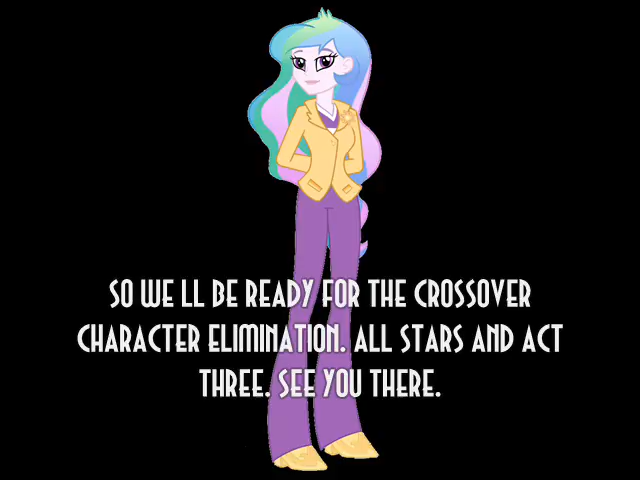 SO WE LL BE READY FOR THE CROSSOVER
CHARACTER ELIMINATION. ALL STARS AND ACT
THREE. SEE YOU THERE.